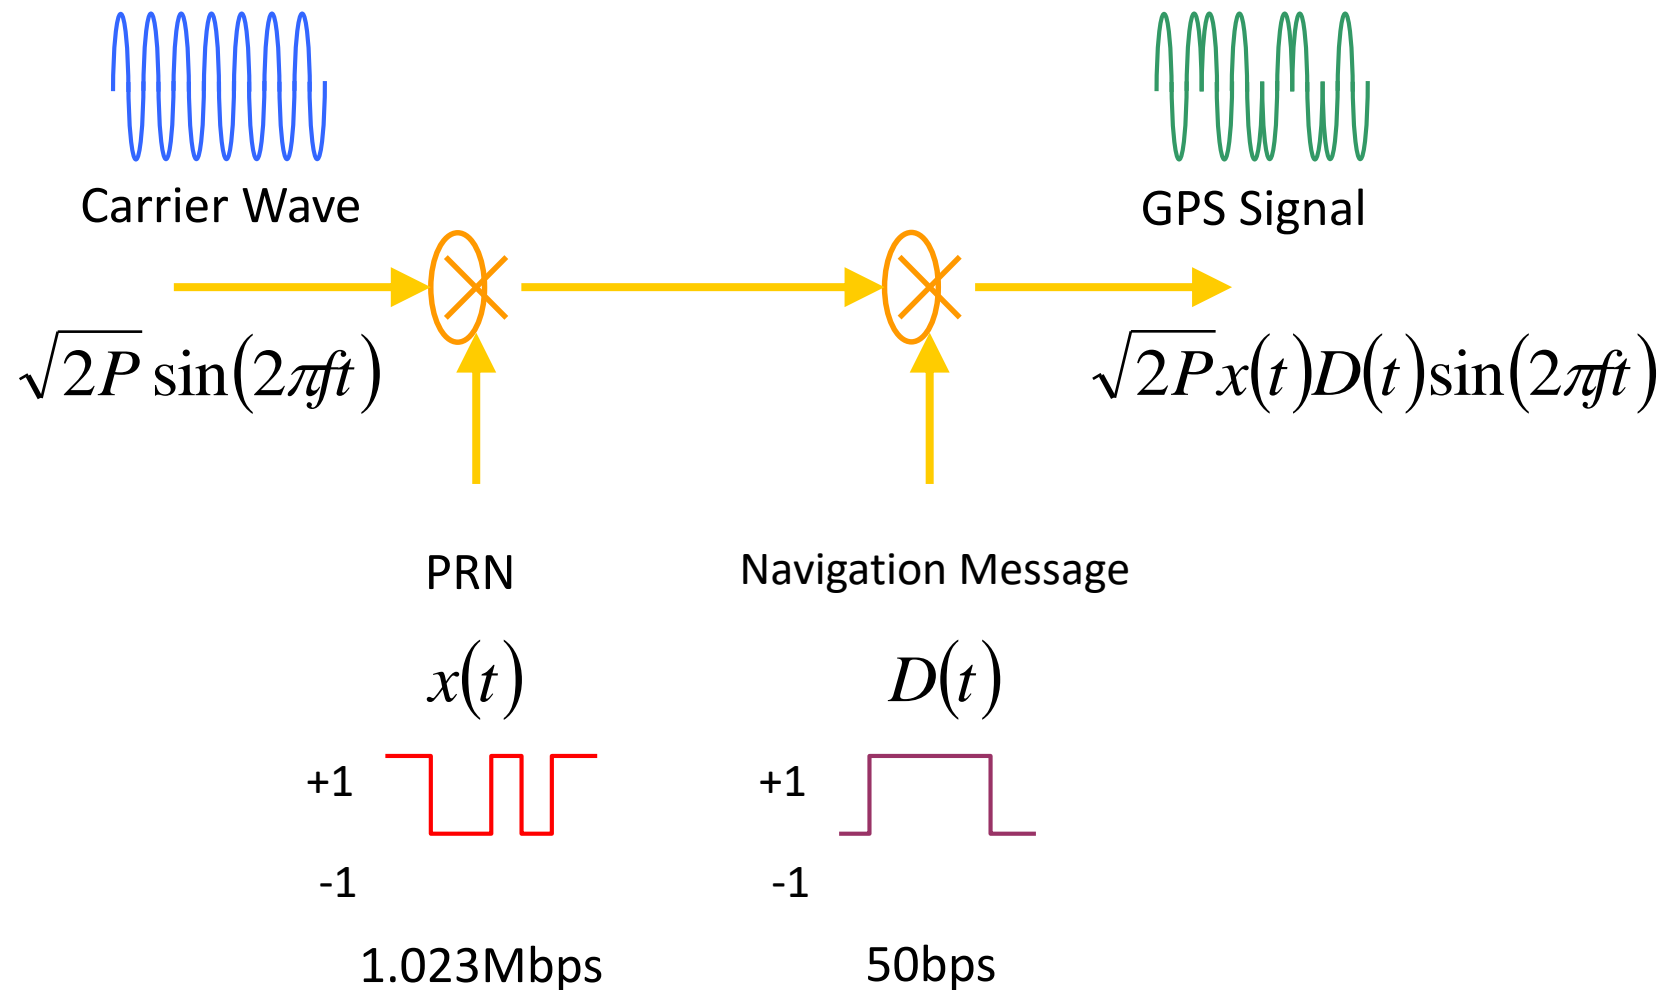 Carrier Wave
GPS Signal
√2P sin(2πft)
√2P x(t)D(t)sin(2πft)
PRN
Navigation Message
x(t)
D(t)
+1
+1
-1
-1
1.023Mbps
50bps